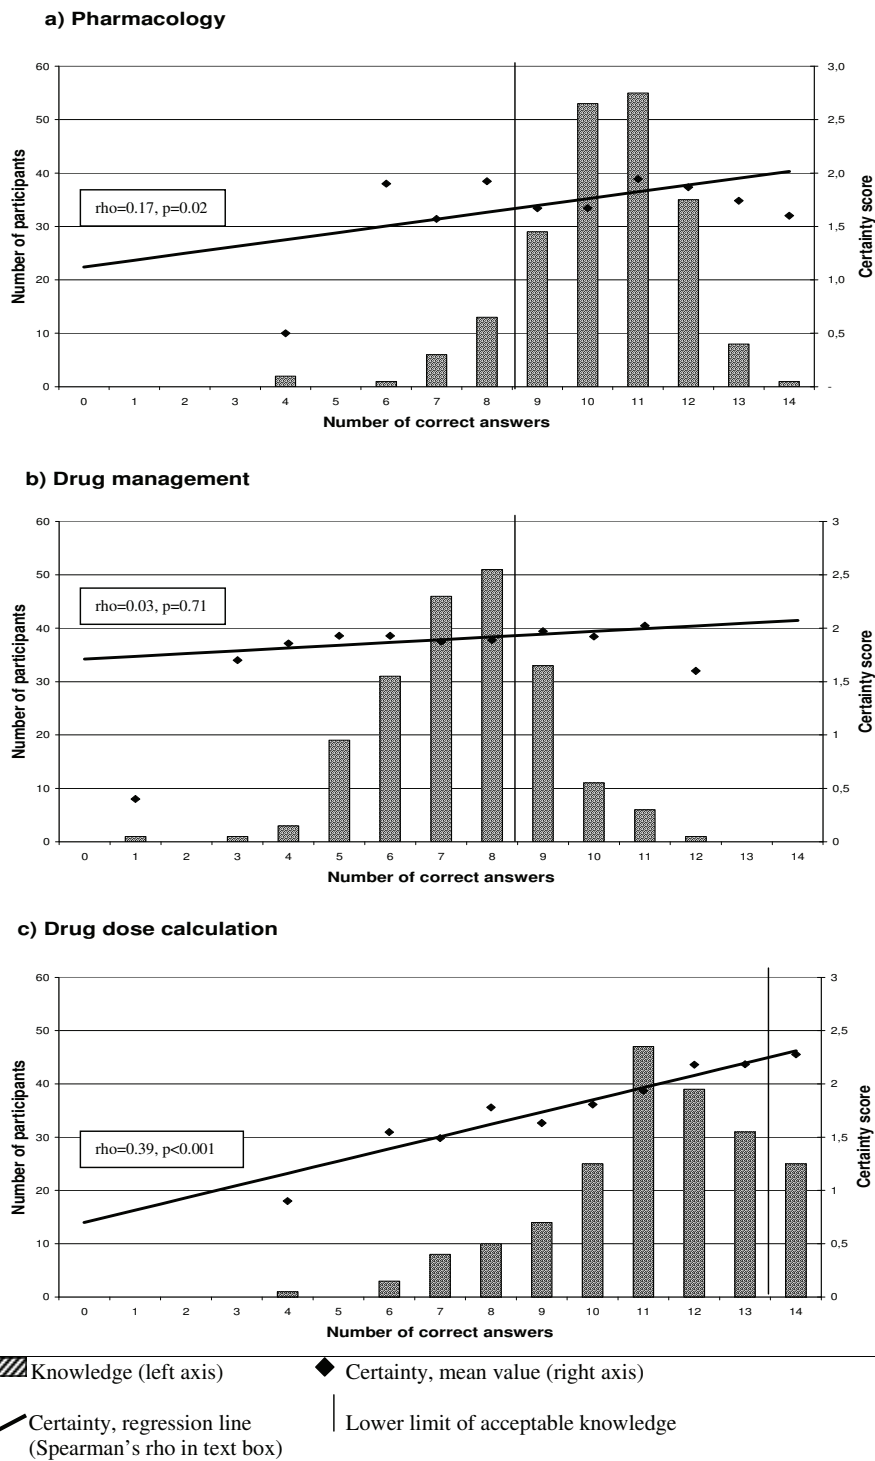 a) Pharmacology
60 3,0
50 2,5
40 2,0
30 1,5
20 1,0
10 0,5
0 -
Number of participants
Certainty score
rho=0.17, p=0.02
0 1 2 3 4 5 6 7 8 9 10 11 12 13 14
Number of correct answers
b) Drug management
60 3
50 2,5
40 2
30 1,5
20 1
10 0,5
0 0
Number of participants
Certainty score
rho=0.03, p=0.71
0 1 2 3 4 5 6 7 8 9 10 11 12 13 14
Number of correct answers
c) Drug dose calculation
60 3
50 2,5
40 2
30 1,5
20 1
10 0,5
0 0
Number of participants
Certainty score
rho=0.39, p<0.001
0 1 2 3 4 5 6 7 8 9 10 11 12 13 14
Number of correct answers
Knowledge (left axis) Certainty, mean value (right axis)
Certainty, regression line Lower limit of acceptable knowledge
(Spearman's rho in text box)